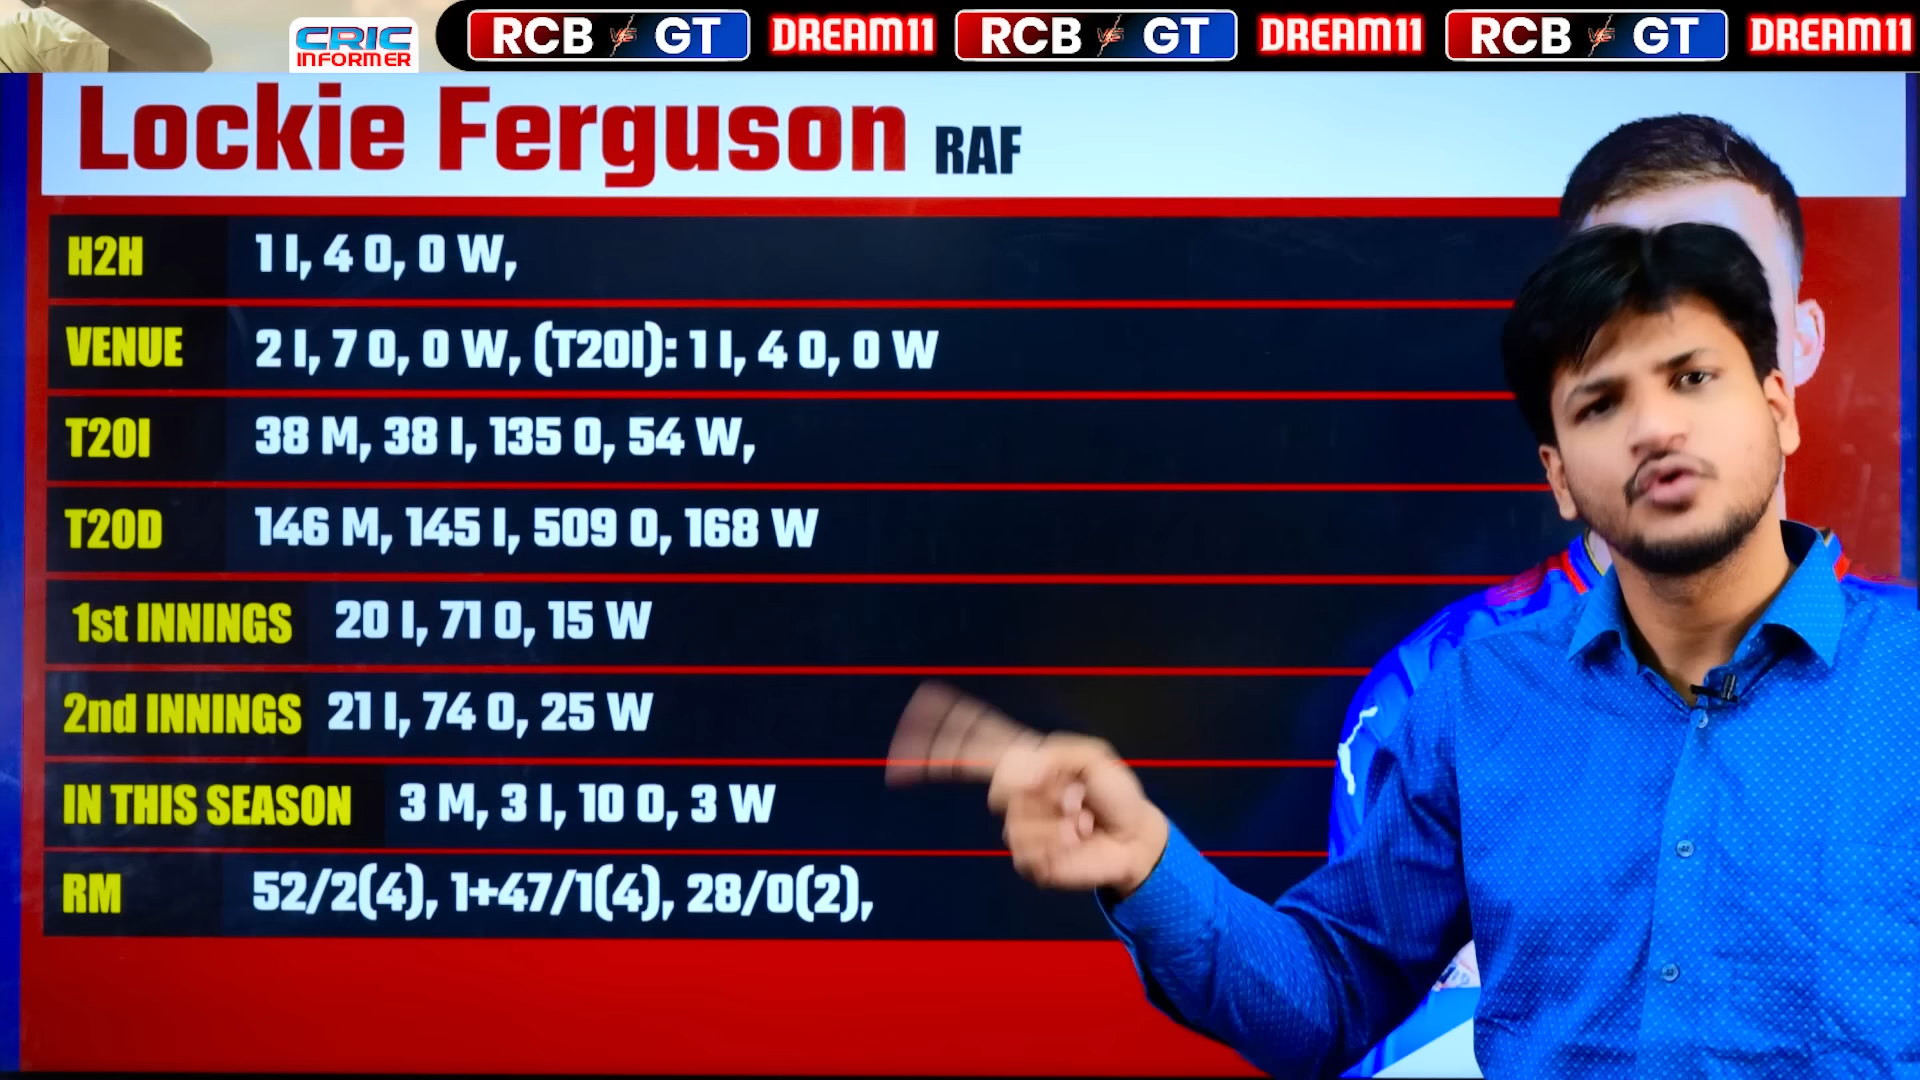 CRIC
INFORMER
RCB VS GT DREAM11 RCB VS GT DREAM11 RCB VS GT DREAM11
Lockie Ferguson RAF
H2H 1 I, 4 O, 0 W,
VENUE 2 I, 7 O, 0 W, (T20I): 1 I, 4 O, 0 W
T20I 38 M, 38 I, 135 O, 54 W,
T20D 146 M, 145 I, 509 O, 168 W
1st INNINGS 20 I, 71 O, 15 W
2nd INNINGS 21 I, 74 O, 25 W
IN THIS SEASON 3 M, 3 I, 10 O, 3 W
RM 52/2(4), 1+47/1(4), 28/0(2),